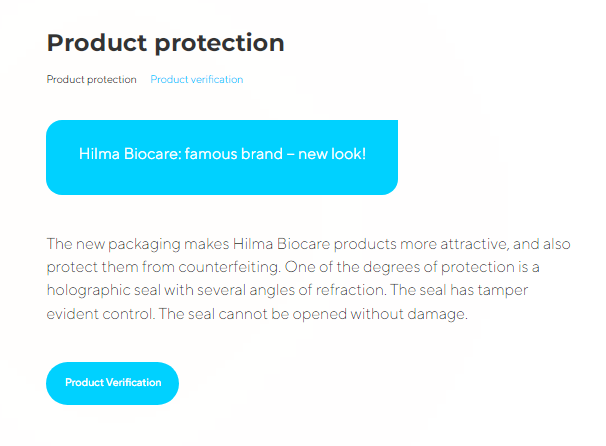 Product protection
Product protection Product verification
Hilma Biocare: famous brand – new look!
The new packaging makes Hilma Biocare products more attractive, and also
protect them from counterfeiting. One of the degrees of protection is a
holographic seal with several angles of refraction. The seal has tamper
evident control. The seal cannot be opened without damage.
Product Verification